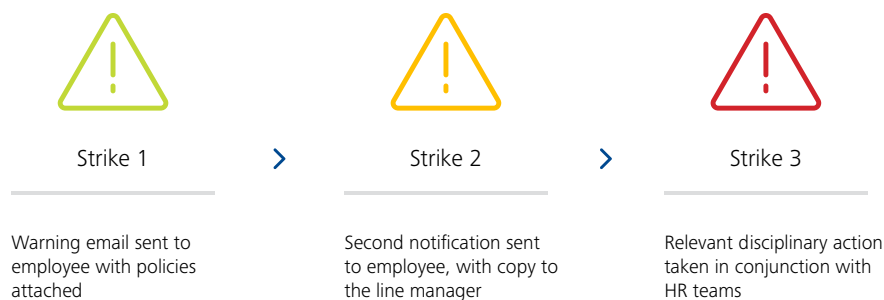 Strike 1
Strike 2
Strike 3
Warning email sent to
employee with policies
attached
Second notification sent
to employee, with copy to
the line manager
Relevant disciplinary action
taken in conjunction with
HR teams